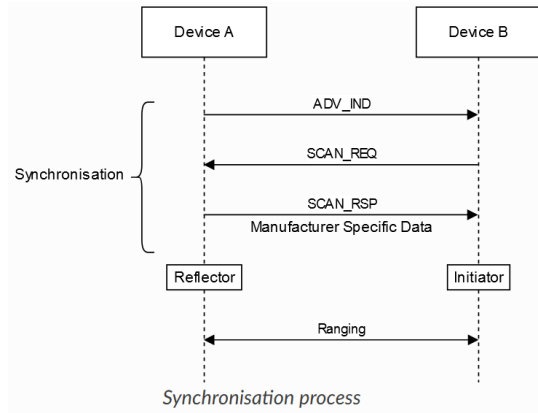 Device A
Device B
ADV_IND
SCAN_REQ
Synchronisation
SCAN_RSP
Manufacturer Specific Data
Reflector
Initiator
Ranging
Synchronisation process